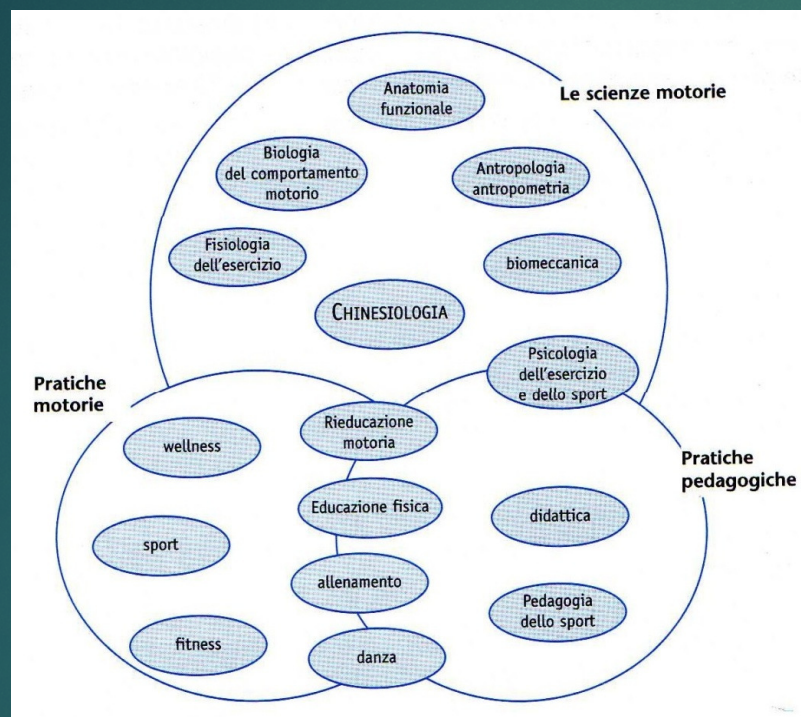 Le scienze motorie
Anatomia
funzionale
Biologia
del comportamento
motorio
Antropologia
antropometria
Fisiologia
dell'esercizio
biomeccanica
CHINESIOLOGIA
Psicologia
dell'esercizio
e dello sport
Pratiche
motorie
Rieducazione
motoria
wellness
Pratiche
pedagogiche
Educazione fisica
didattica
sport
allenamento
Pedagogia
dello sport
fitness
danza